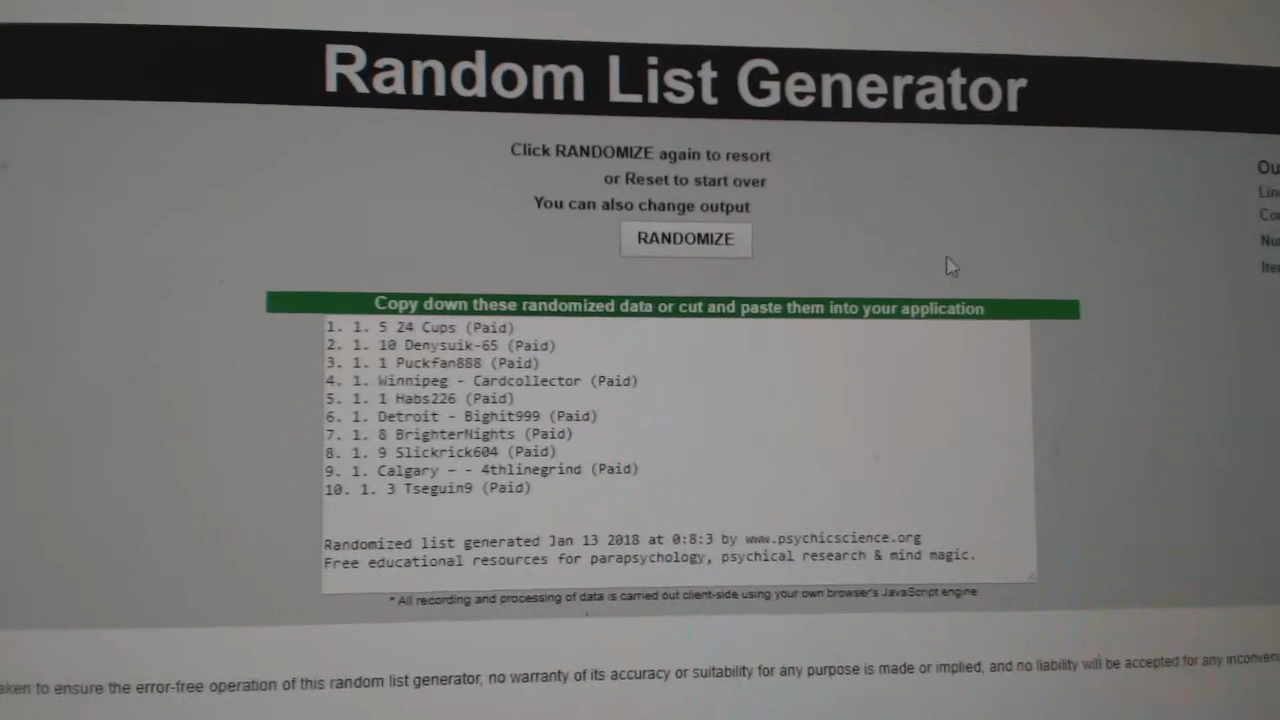 Random List Generator
Click RANDOMIZE again to resort
or Reset to start over
You can also change output
RANDOMIZE
Copy down these randomized data or cut and paste them into your application
1. 1. 5 24 Cups (Paid)
2. 1. 10 Denysuik-65 (Paid)
3. 1. 1 Puckfan888 (Paid)
4. 1. Winnipeg - Cardcollector (Paid)
5. 1. 1 Habs226 (Paid)
6. 1. Detroit - Bighit999 (Paid)
7. 1. 8 BrighterNights (Paid)
8. 1. 9 Slickrick604 (Paid)
9. 1. Calgary - - 4thlinegrind (Paid)
10. 1. 3 Tseguin9 (Paid)
Randomized list generated Jan 13 2018 at 0:8:3 by www.psychicscience.org
Free educational resources for parapsychology, psychical research & mind magic.
* All recording and processing of data is carried out client-side using your own browser's JavaScript engine
to ensure the error-free operation of this random list generator, no warranty of its accuracy or suitability for any purpose is made or implied, and no liability will be accepted for any